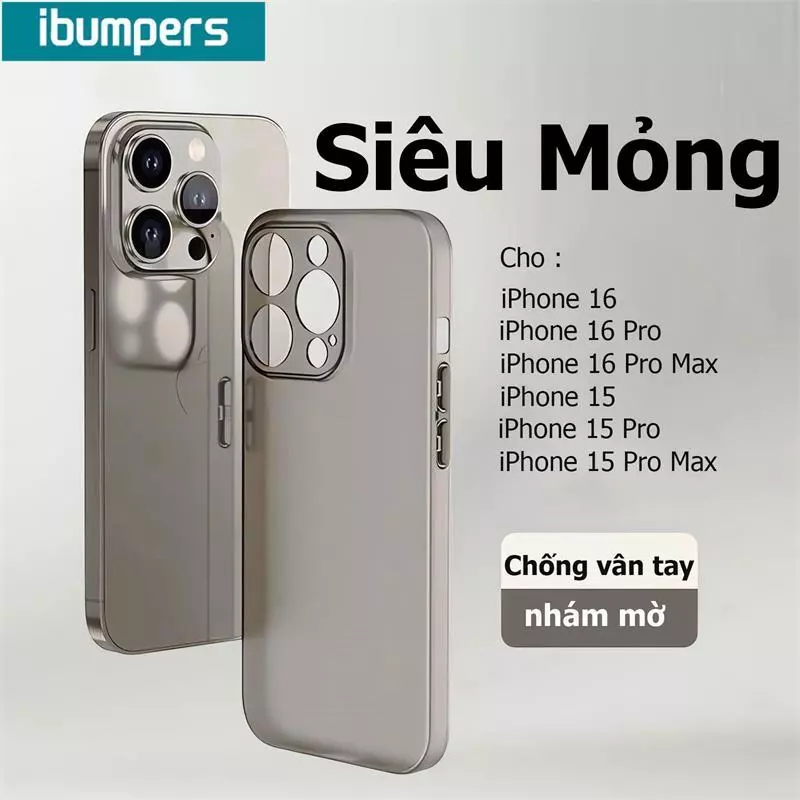 ibumpers
Siêu Mỏng
Cho :
iPhone 16
iPhone 16 Pro
iPhone 16 Pro Max
iPhone 15
iPhone 15 Pro
iPhone 15 Pro Max
Chống vân tay
nhám mờ